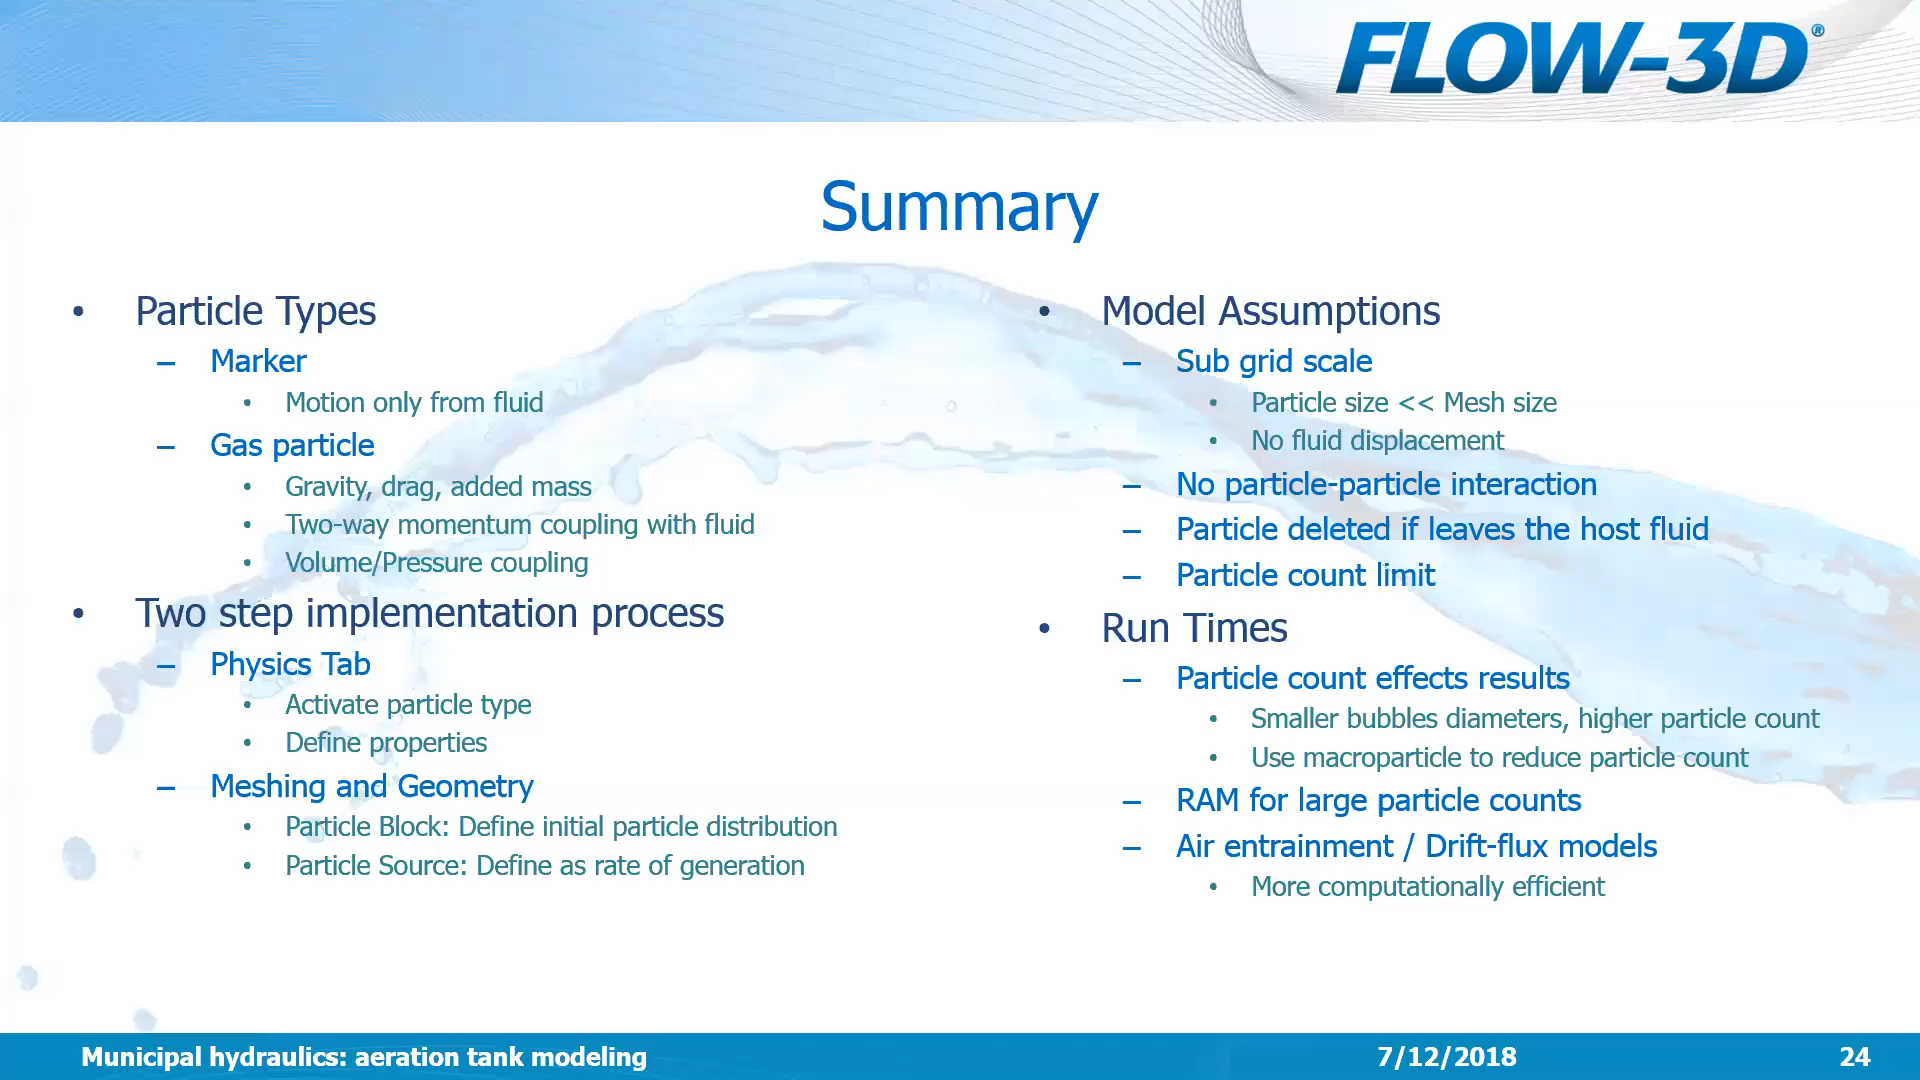 FLOW-3D®
Summary
• Particle Types
– Marker
• Motion only from fluid
– Gas particle
• Gravity, drag, added mass
• Two-way momentum coupling with fluid
• Volume/Pressure coupling
• Two step implementation process
– Physics Tab
• Activate particle type
• Define properties
– Meshing and Geometry
• Particle Block: Define initial particle distribution
• Particle Source: Define as rate of generation
• Model Assumptions
– Sub grid scale
• Particle size << Mesh size
• No fluid displacement
– No particle-particle interaction
– Particle deleted if leaves the host fluid
– Particle count limit
• Run Times
– Particle count effects results
• Smaller bubbles diameters, higher particle count
• Use macroparticle to reduce particle count
– RAM for large particle counts
– Air entrainment / Drift-flux models
• More computationally efficient
Municipal hydraulics: aeration tank modeling 7/12/2018 24